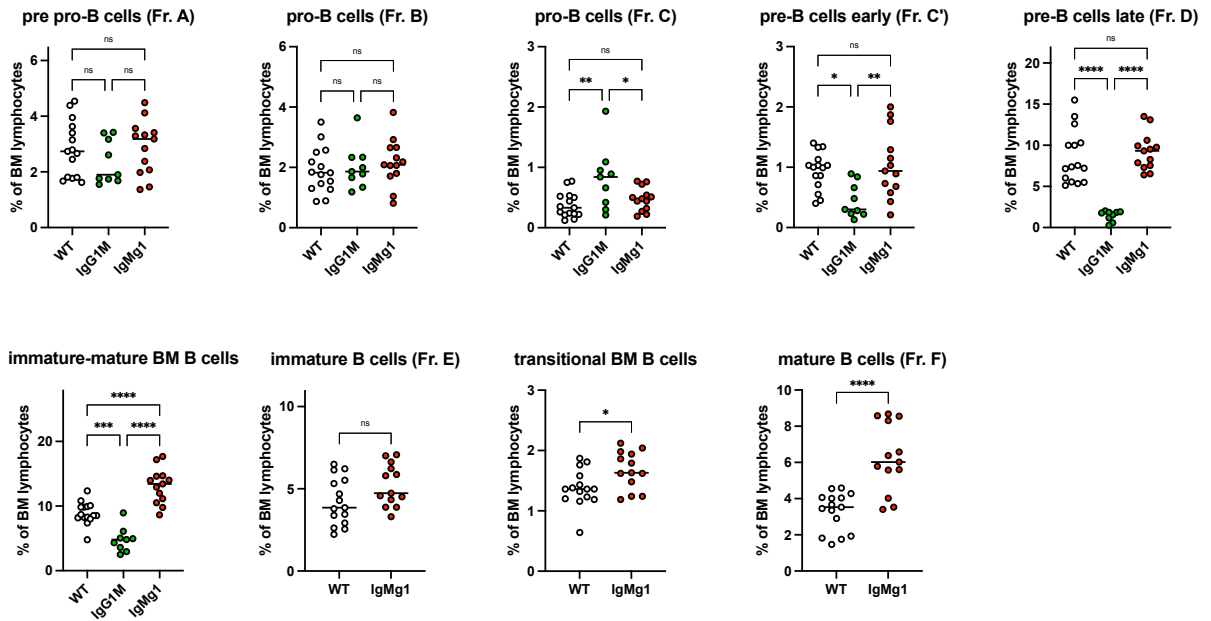 pre pro-B cells (Fr. A)
% of BM lymphocytes
6
4
2
0
ns
ns
ns
WT
IgG1M
IgMg1
pro-B cells (Fr. B)
% of BM lymphocytes
6
4
2
0
ns
ns
ns
WT
IgG1M
IgMg1
pro-B cells (Fr. C)
% of BM lymphocytes
3
2
1
0
ns
**
*
WT
IgG1M
IgMg1
pre-B cells early (Fr. C')
% of BM lymphocytes
3
2
1
0
ns
*
**
WT
IgG1M
IgMg1
pre-B cells late (Fr. D)
% of BM lymphocytes
20
15
10
5
0
ns
****
****
WT
IgG1M
IgMg1
immature-mature BM B cells
% of BM lymphocytes
20
10
0
****
***
****
WT
IgG1M
IgMg1
immature B cells (Fr. E)
% of BM lymphocytes
10
5
0
ns
WT
IgMg1
transitional BM B cells
% of BM lymphocytes
3
2
1
0
*
WT
IgMg1
mature B cells (Fr. F)
% of BM lymphocytes
10
8
6
4
2
0
****
WT
IgMg1